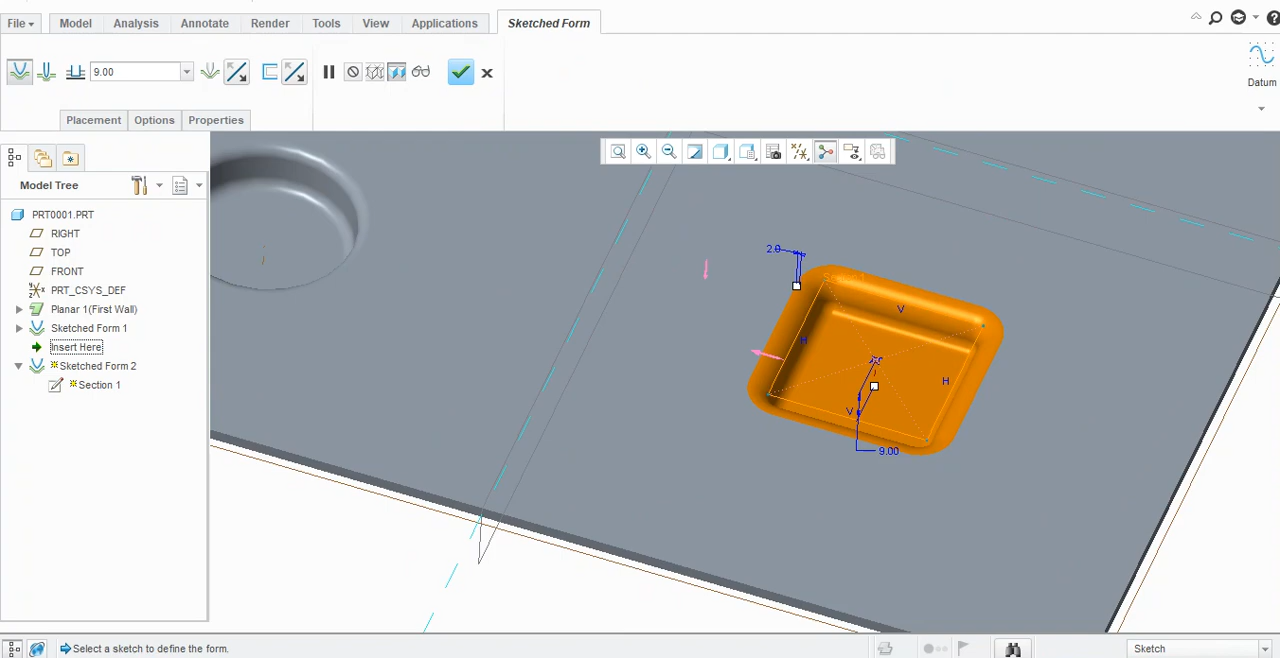 File
Model
Analysis
Annotate
Render
Tools
View
Applications
Sketched Form
9.00
Datum
Placement
Options
Properties
Model Tree
PRT0001.PRT
RIGHT
TOP
FRONT
PRT_CSYS_DEF
Planar 1(First Wall)
Sketched Form 1
Insert Here
Sketched Form 2
Section 1
2.0
V
H
H
V
9.00
Select a sketch to define the form.
Sketch